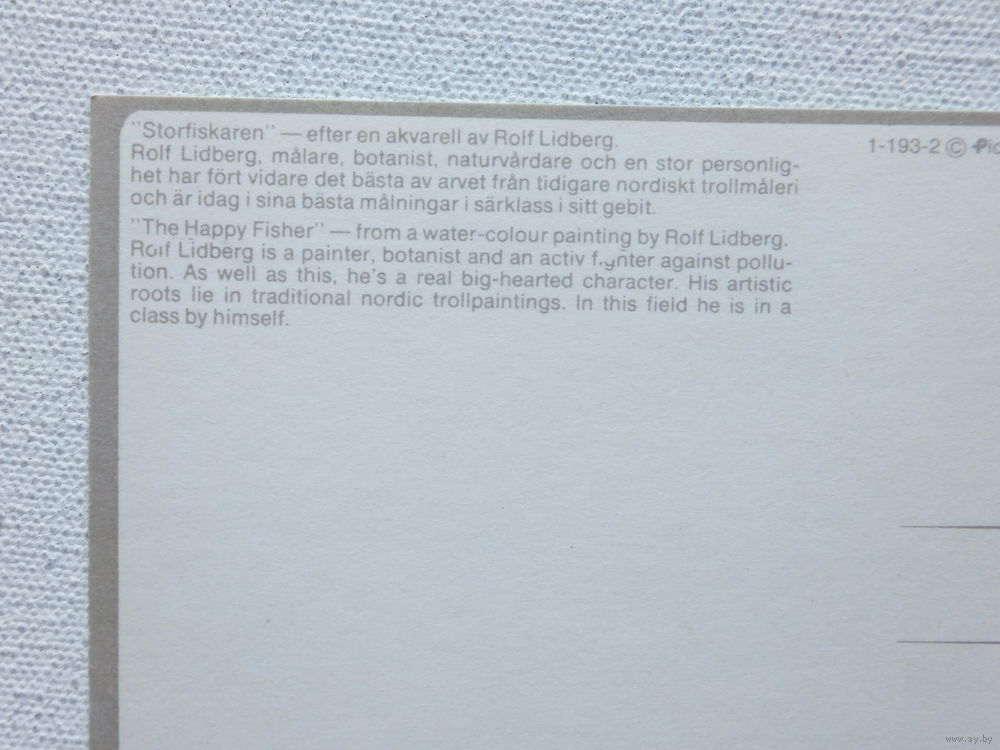 "Storfiskaren" — efter en akvarell av Rolf Lidberg.
Rolf Lidberg, målare, botanist, naturvårdare och en stor personlig-
het har fört vidare det bästa av arvet från tidigare nordiskt trollmåleri
och är idag i sina bästa målningar i särklass i sitt gebit.
"The Happy Fisher" — from a water-colour painting by Rolf Lidberg.
Rolf Lidberg is a painter, botanist and an activ fighter against pollu-
tion. As well as this, he's a real big-hearted character. His artistic
roots lie in traditional nordic trollpaintings. In this field he is in a
class by himself.
1-193-2 ©
www.ay.by